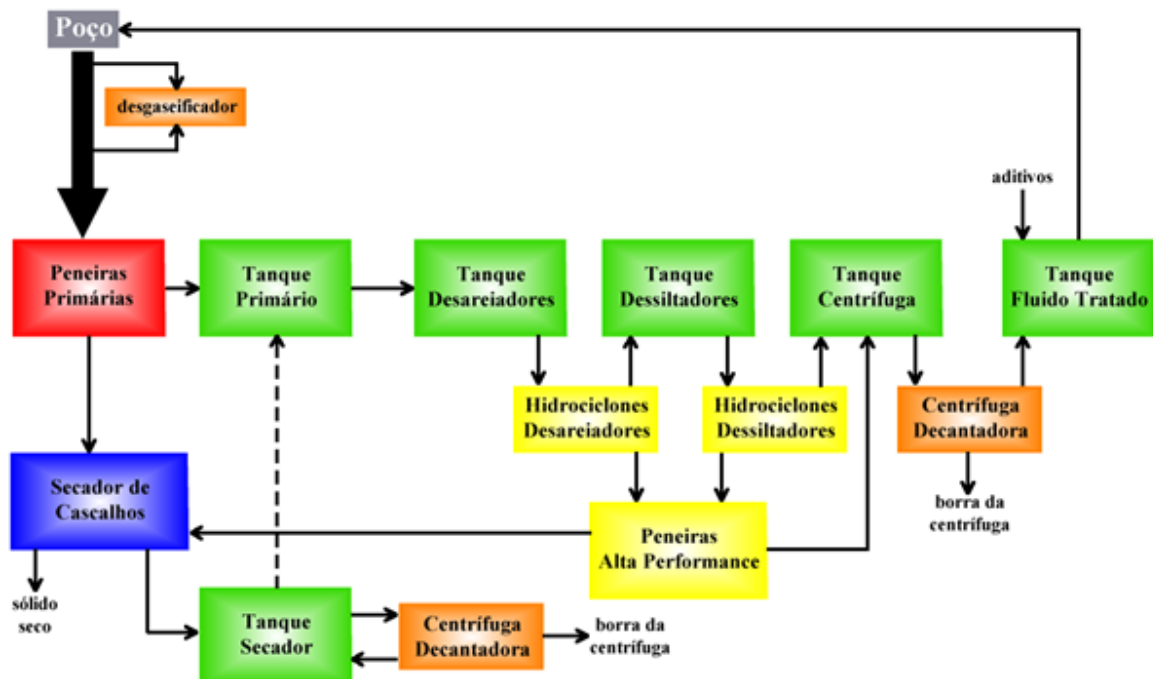 Poço
desgaseificador
aditivos
Peneiras
Primárias
Tanque
Primário
Tanque
Desareiadores
Tanque
Dessiltadores
Tanque
Centrífuga
Tanque
Fluido Tratado
Hidrociclones
Desareiadores
Hidrociclones
Dessiltadores
Centrífuga
Decantadora
Secador de
Cascalhos
borra da
centrífuga
Peneiras
Alta Performance
sólido
seco
Tanque
Secador
Centrífuga
Decantadora
borra da
centrífuga